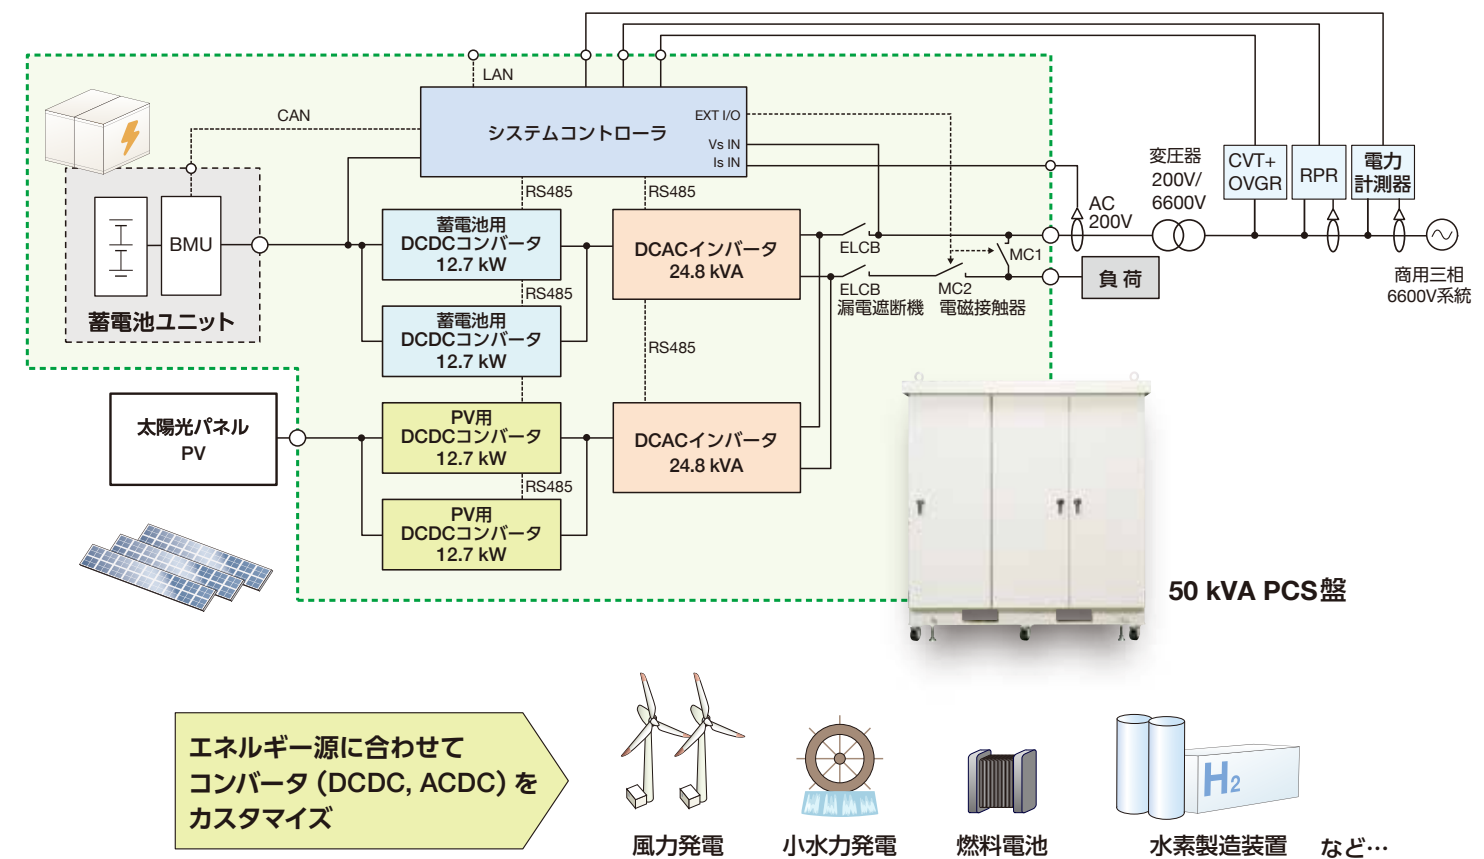 LAN
CAN
システムコントローラ
EXT I/O
Vs IN
Is IN
RS485
RS485
BMU
蓄電池ユニット
蓄電池用
DCDCコンバータ
12.7 kW
RS485
蓄電池用
DCDCコンバータ
12.7 kW
DCACインバータ
24.8 kVA
RS485
ELCB
ELCB
漏電遮断機
MC1
MC2
電磁接触器
AC
200V
負 荷
変圧器
200V/
6600V
CVT+
OVGR
RPR
電力
計測器
商用三相
6600V系統
太陽光パネル
PV
PV用
DCDCコンバータ
12.7 kW
RS485
PV用
DCDCコンバータ
12.7 kW
DCACインバータ
24.8 kVA
50 kVA PCS盤
エネルギー源に合わせて
コンバータ（DCDC, ACDC）を
カスタマイズ
風力発電
小水力発電
燃料電池
H2
水素製造装置
など…